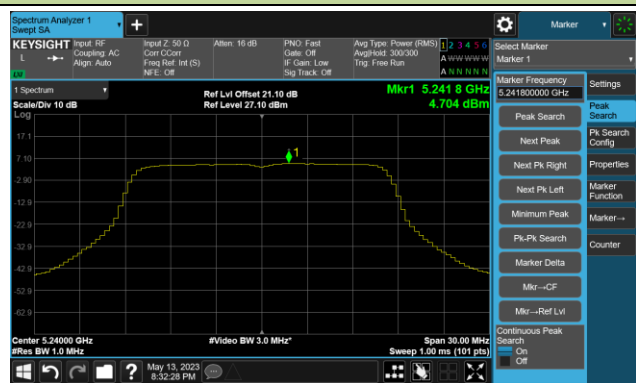 Spectrum Analyzer 1
Swept SA
Marker
KEYSIGHT
L
Input: RF
Coupling: AC
Align: Auto
Input Z: 50 Ω
Corr CCorr
Freq Ref: Int (S)
NFE: Off
Atten: 16 dB
PNO: Fast
Gate: Off
IF Gain: Low
Sig Track: Off
Avg Type: Power (RMS)
Avg|Hold: 300/300
Trig: Free Run
1 2 3 4 5 6
A W W W W W
A N N N N N
Select Marker
Marker 1
1 Spectrum
Scale/Div 10 dB
Log
Ref Lvl Offset 21.10 dB
Ref Level 27.10 dBm
Mkr1 5.241 8 GHz
4.704 dBm
17.1
7.10
-2.90
-12.9
-22.9
-32.9
-42.9
-52.9
-62.9
1
Center 5.24000 GHz
#Res BW 1.0 MHz
#Video BW 3.0 MHz*
Span 30.00 MHz
Sweep 1.00 ms (101 pts)
Marker Frequency
5.241800000 GHz
Peak Search
Next Peak
Next Pk Right
Next Pk Left
Minimum Peak
Pk-Pk Search
Marker Delta
Mkr→CF
Mkr→Ref Lvl
Continuous Peak
Search
On
Off
Settings
Peak
Search
Pk Search
Config
Properties
Marker
Function
Marker→
Counter
?
May 13, 2023
8:32:28 PM